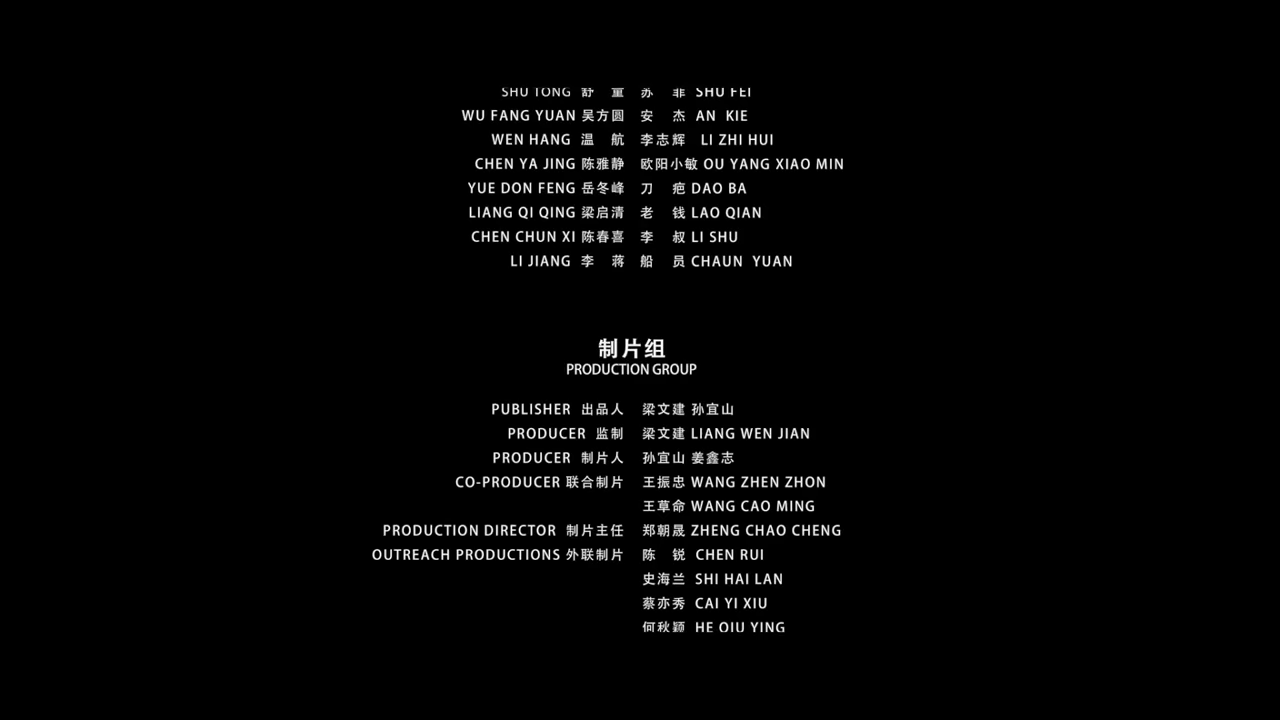 SHU TONG 舒 童 苏 菲 SHU FEI
WU FANG YUAN 吴方圆 安 杰 AN KIE
WEN HANG 温 航 李志辉 LI ZHI HUI
CHEN YA JING 陈雅静 欧阳小敏 OU YANG XIAO MIN
YUE DON FENG 岳冬峰 刀 疤 DAO BA
LIANG QI QING 梁启清 老 钱 LAO QIAN
CHEN CHUN XI 陈春喜 李 叔 LI SHU
LI JIANG 李 蒋 船 员 CHAUN YUAN
制片组
PRODUCTION GROUP
PUBLISHER 出品人 梁文建 孙宜山
PRODUCER 监制 梁文建 LIANG WEN JIAN
PRODUCER 制片人 孙宜山 姜鑫志
CO-PRODUCER 联合制片 王振忠 WANG ZHEN ZHON
王草命 WANG CAO MING
PRODUCTION DIRECTOR 制片主任 郑朝晟 ZHENG CHAO CHENG
OUTREACH PRODUCTIONS 外联制片 陈 锐 CHEN RUI
史海兰 SHI HAI LAN
蔡亦秀 CAI YI XIU
何秋颖 HE QIU YING